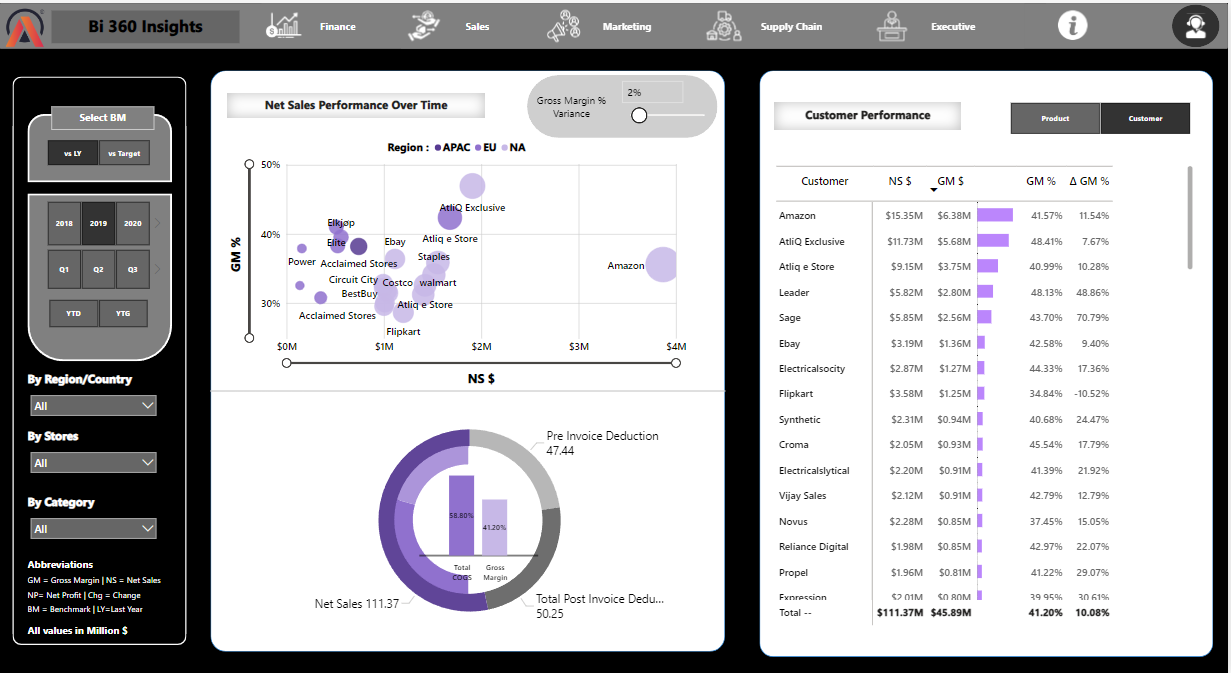 Bi 360 Insights
Finance
Sales
Marketing
Supply Chain
Executive
Select BM
vs LY
vs Target
2018
2019
2020
Q1
Q2
Q3
YTD
YTG
By Region/Country
All
By Stores
All
By Category
All
Abbreviations
GM = Gross Margin | NS = Net Sales
NP= Net Profit | Chg = Change
BM = Benchmark | LY=Last Year
All values in Million $
Net Sales Performance Over Time
Gross Margin %
Variance
2%
Region : APAC EU NA
GM %
50%
40%
30%
AtliQ Exclusive
Elkjøp
Elite
Ebay
Atliq e Store
Power
Acclaimed Stores
Staples
Amazon
Circuit City
Costco
walmart
BestBuy
Atliq e Store
Acclaimed Stores
Flipkart
$0M
$1M
$2M
$3M
$4M
NS $
Pre Invoice Deduction
47.44
58.80%
41.20%
Total
COGS
Gross
Margin
Net Sales 111.37
Total Post Invoice Dedu...
50.25
Customer Performance
Product
Customer
Customer NS $ GM $ GM % Δ GM %
Amazon $15.35M $6.38M 41.57% 11.54%
AtliQ Exclusive $11.73M $5.68M 48.41% 7.67%
Atliq e Store $9.15M $3.75M 40.99% 10.28%
Leader $5.82M $2.80M 48.13% 48.86%
Sage $5.85M $2.56M 43.70% 70.79%
Ebay $3.19M $1.36M 42.58% 9.40%
Electricalsocity $2.87M $1.27M 44.33% 17.36%
Flipkart $3.58M $1.25M 34.84% -10.52%
Synthetic $2.31M $0.94M 40.68% 24.47%
Croma $2.05M $0.93M 45.54% 17.79%
Electricalslytical $2.20M $0.91M 41.39% 21.92%
Vijay Sales $2.12M $0.91M 42.79% 12.79%
Novus $2.28M $0.85M 37.45% 15.05%
Reliance Digital $1.98M $0.85M 42.97% 22.07%
Propel $1.96M $0.81M 41.22% 29.07%
Expression $2.01M $0.80M 39.95% 30.61%
Total -- $111.37M $45.89M 41.20% 10.08%